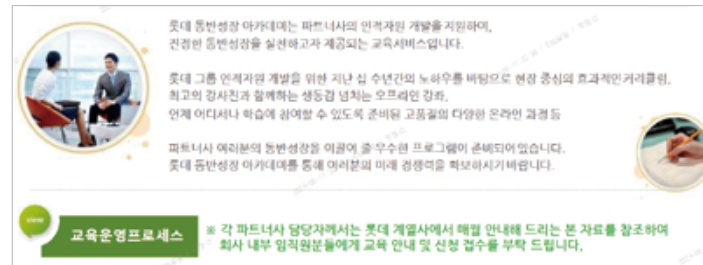 롯데 동반성장 아카데미는 파트너사의 인적자원 개발을 지원하며,
진정한 동반성장을 실천하고자 제공되는 교육서비스입니다.
롯데 그룹 인적자원 개발을 위한 지난 십 수년간의 노하우를 바탕으로 현장 중심의 효과적인 커리큘럼,
최고의 강사진과 함께하는 생동감 넘치는 오프라인 강좌,
언제 어디서나 학습에 참여할 수 있도록 준비된 고품질의 다양한 온라인 과정 등
파트너사 여러분의 동반성장을 이끌어 줄 우수한 프로그램이 준비되어 있습니다.
롯데 동반성장 아카데미를 통해 여러분의 미래 경쟁력을 확보하시기 바랍니다.
view
교육운영프로세스
※ 각 파트너사 담당자께서는 롯데 계열사에서 매월 안내해 드리는 본 자료를 참조하여
회사 내부 임직원분들에게 교육 안내 및 신청 접수를 부탁 드립니다.